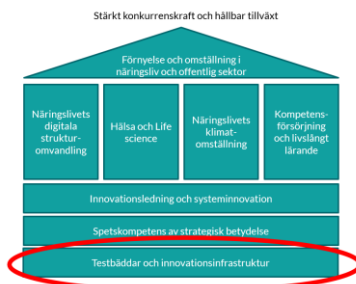 Stärkt konkurrenskraft och hållbar tillväxt
Förnyelse och omställning i
näringsliv och offentlig sektor
Näringslivets
digitala
struktur-
omvandling
Hälsa och Life
science
Näringslivets
klimat-
omställning
Kompetens-
försörjning
och livslångt
lärande
Innovationsledning och systeminnovation
Spetskompetens av strategisk betydelse
Testbäddar och innovationsinfrastruktur